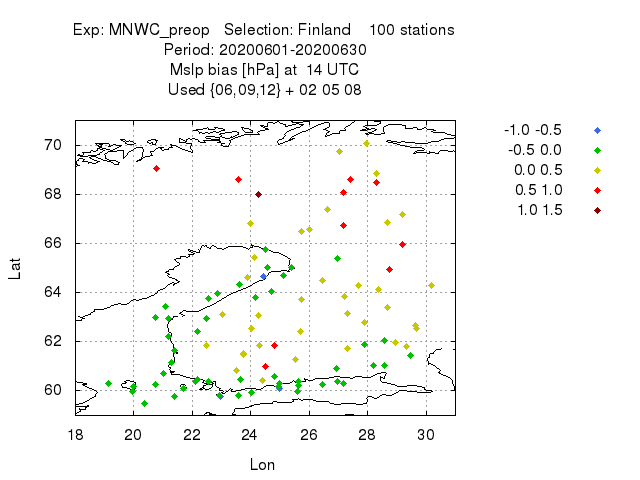 Exp: MNWC_preop Selection: Finland 100 stations
Period: 20200601-20200630
Mslp bias [hPa] at 14 UTC
Used {06,09,12} + 02 05 08
-1.0 -0.5
-0.5 0.0
0.0 0.5
0.5 1.0
1.0 1.5
70
68
66
64
62
60
Lat
18 20 22 24 26 28 30
Lon